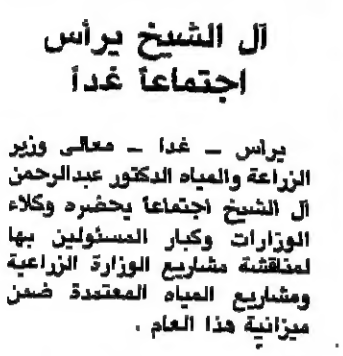 آل الشيخ يرأس
اجتماعاً غداً
يرأس ـ غدا ـ معالى وزير
الزراعة والمياه الدكتور عبدالرحمن
آل الشيخ اجتماعا يحضره وكلاء
الوزارات وكبار المسئولين بها
لمناقشة مشاريع الوزارة الزراعية
ومشاريع المياه المعتمدة ضمن
ميزانية هذا العام .